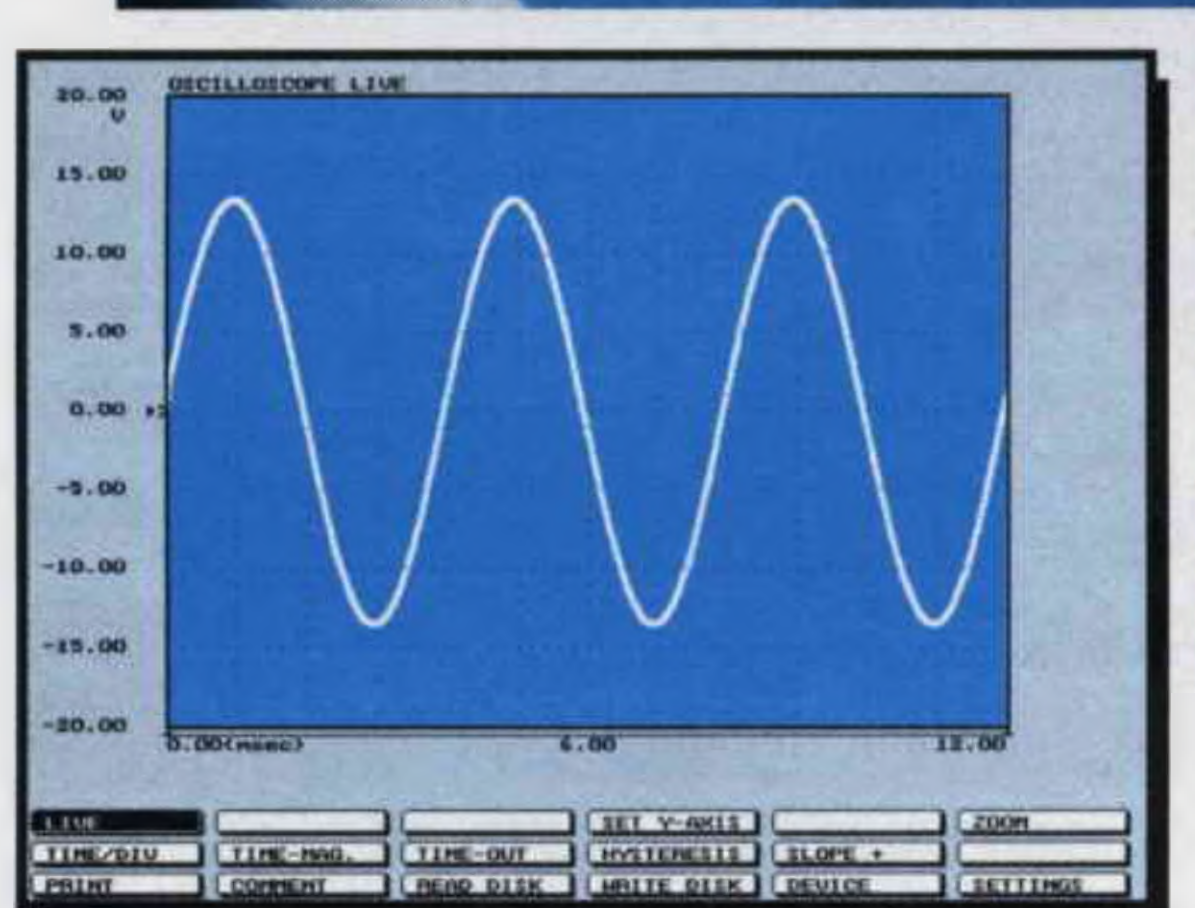 OSCILLOSCOPE LIVE
20.00
V
15.00
10.00
5.00
0.00
-5.00
-10.00
-15.00
-20.00
0.00(msec) 6.00 12.00
LIVE SET Y-AXIS ZOOM
TIME/DIV TIME-MAG. TIME-OUT HYSTERESIS SLOPE +
PRINT COMMENT READ DISK WRITE DISK DEVICE SETTINGS